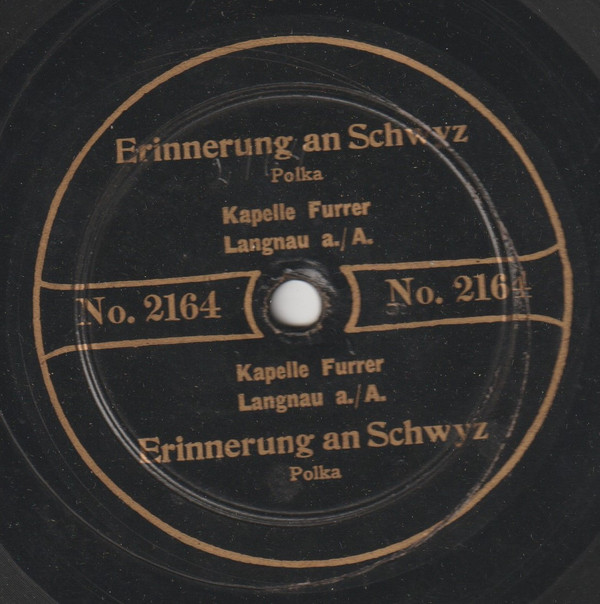 Erinnerung an Schwyz
Polka
Kapelle Furrer
Langnau a./A.
No. 2164 No. 2164
Kapelle Furrer
Langnau a./A.
Erinnerung an Schwyz
Polka